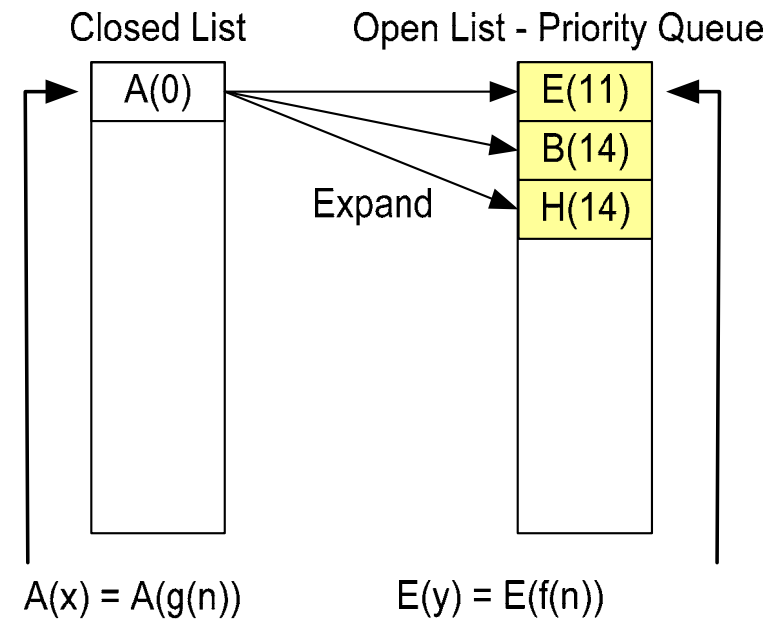 Closed List
Open List - Priority Queue
A(0)
E(11)
B(14)
H(14)
Expand
A(x) = A(g(n))
E(y) = E(f(n))